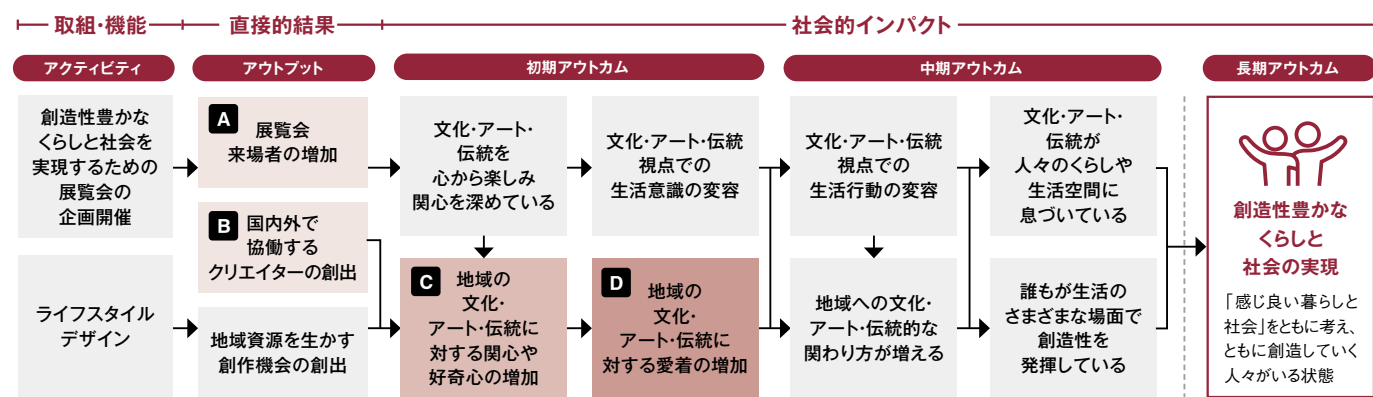 取組・機能
直接的結果
社会的インパクト
アクティビティ
アウトプット
初期アウトカム
中期アウトカム
長期アウトカム
創造性豊かな
くらしと社会を
実現するための
展覧会の
企画開催
A
展覧会
来場者の増加
文化・アート・
伝統を
心から楽しみ
関心を深めている
文化・アート・伝統
視点での
生活意識の変容
文化・アート・伝統
視点での
生活行動の変容
文化・アート・
伝統が
人々のくらしや
生活空間に
息づいている
B
国内外で
協働する
クリエイターの創出
ライフスタイル
デザイン
地域資源を生かす
創作機会の創出
C
地域の
文化・
アート・伝統に
対する関心や
好奇心の増加
D
地域の
文化・
アート・伝統に
対する愛着の増加
地域への文化・
アート・伝統的な
関わり方が増える
誰もが生活の
さまざまな場面で
創造性を
発揮している
創造性豊かな
くらしと
社会の実現
「感じ良い暮らしと
社会」をともに考え、
ともに創造していく
人々がいる状態